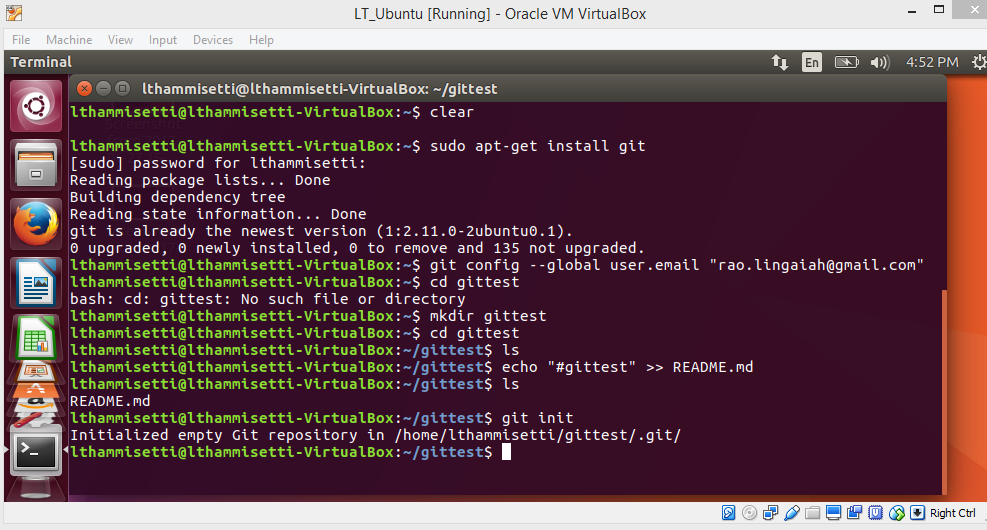 LT_Ubuntu [Running] - Oracle VM VirtualBox
File Machine View Input Devices Help
Terminal En 4:52 PM
lthammisetti@lthammisetti-VirtualBox: ~/gittest
lthammisetti@lthammisetti-VirtualBox:~$ clear
lthammisetti@lthammisetti-VirtualBox:~$ sudo apt-get install git
[sudo] password for lthammisetti:
Reading package lists... Done
Building dependency tree
Reading state information... Done
git is already the newest version (1:2.11.0-2ubuntu0.1).
0 upgraded, 0 newly installed, 0 to remove and 135 not upgraded.
lthammisetti@lthammisetti-VirtualBox:~$ git config --global user.email "rao.lingaiah@gmail.com"
lthammisetti@lthammisetti-VirtualBox:~$ cd gittest
bash: cd: gittest: No such file or directory
lthammisetti@lthammisetti-VirtualBox:~$ mkdir gittest
lthammisetti@lthammisetti-VirtualBox:~$ cd gittest
lthammisetti@lthammisetti-VirtualBox:~/gittest$ ls
lthammisetti@lthammisetti-VirtualBox:~/gittest$ echo "#gittest" >> README.md
lthammisetti@lthammisetti-VirtualBox:~/gittest$ ls
README.md
lthammisetti@lthammisetti-VirtualBox:~/gittest$ git init
Initialized empty Git repository in /home/lthammisetti/gittest/.git/
lthammisetti@lthammisetti-VirtualBox:~/gittest$
Right Ctrl